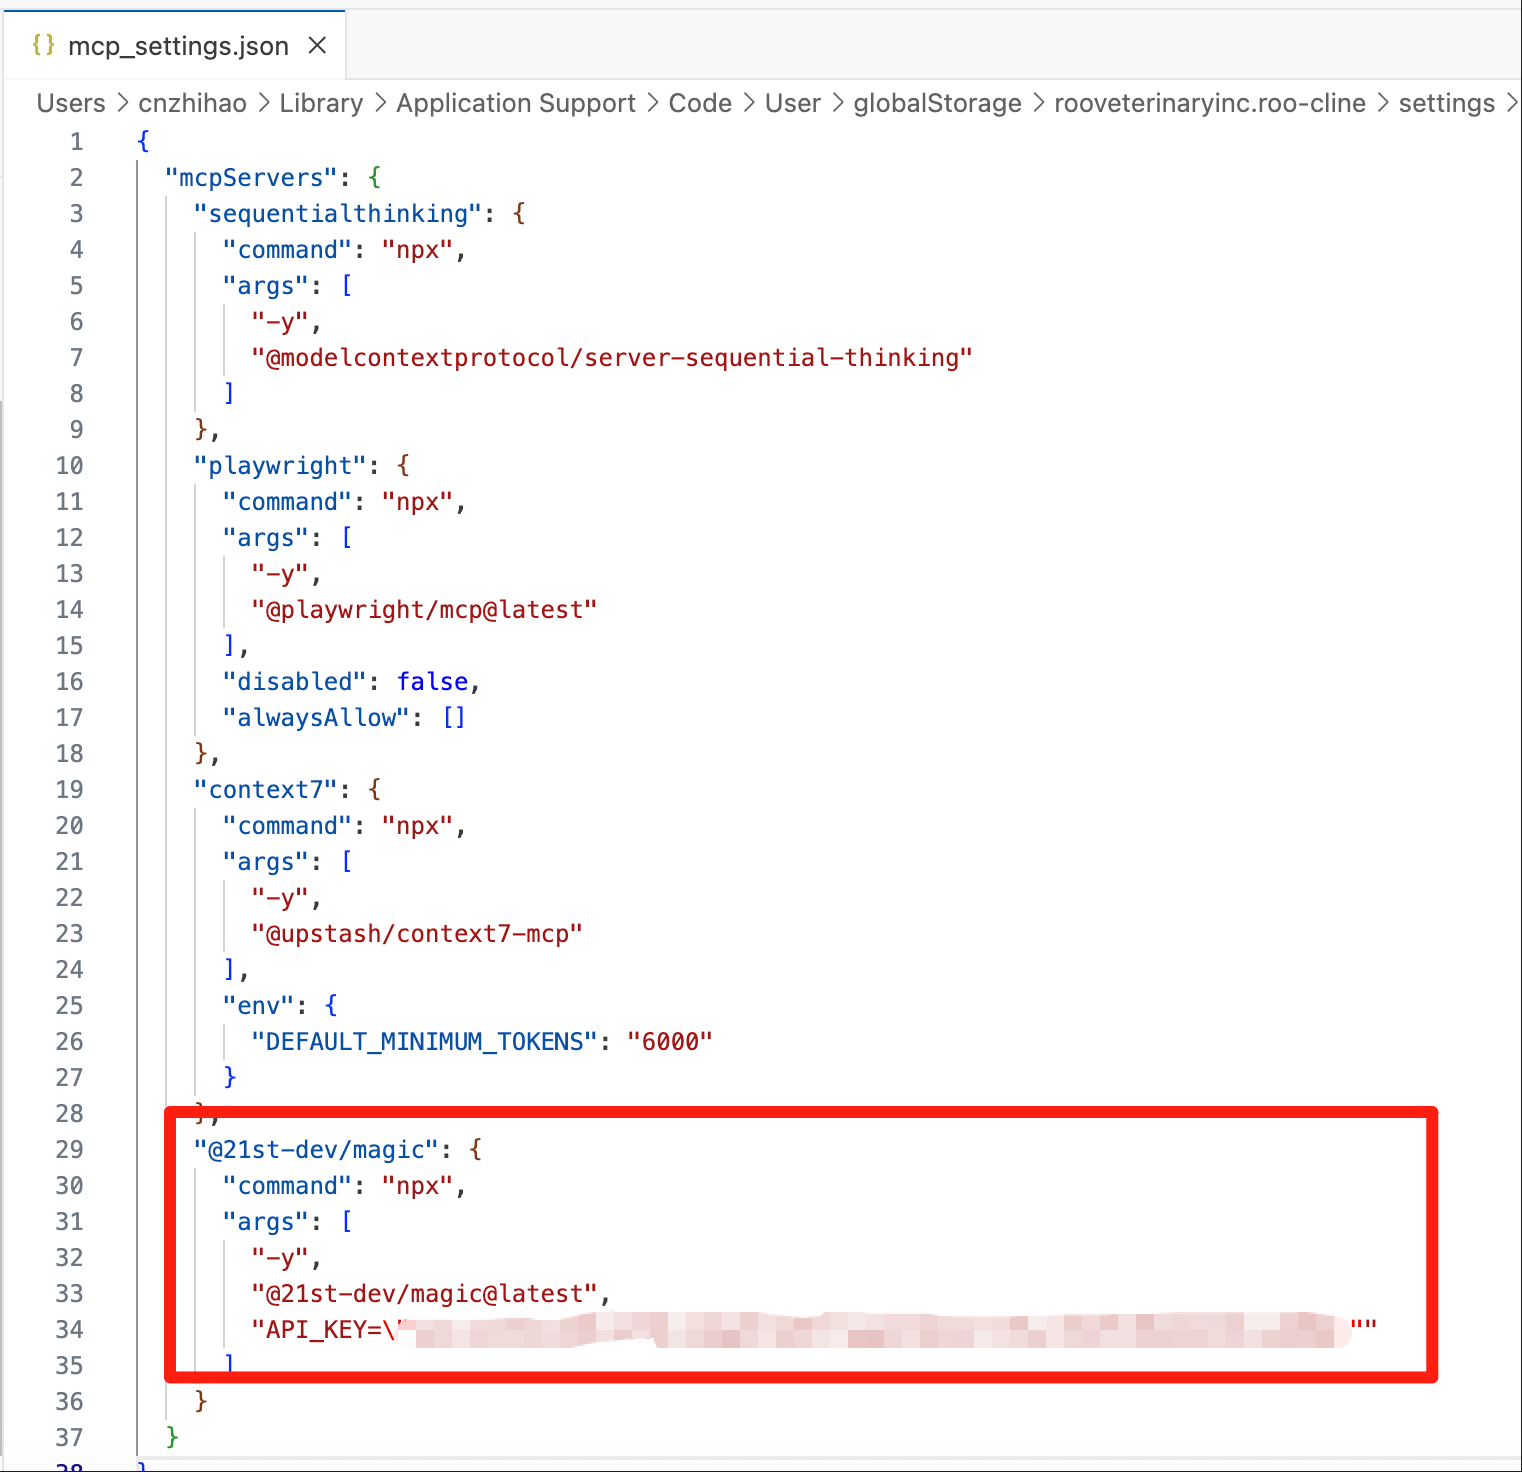 {} mcp_settings.json ×
Users > cnzhihao > Library > Application Support > Code > User > globalStorage > rooveterinaryinc.roo-cline > settings >
1 {
2 "mcpServers": {
3 "sequentialthinking": {
4 "command": "npx",
5 "args": [
6 "-y",
7 "@modelcontextprotocol/server-sequential-thinking"
8 ]
9 },
10 "playwright": {
11 "command": "npx",
12 "args": [
13 "-y",
14 "@playwright/mcp@latest"
15 ],
16 "disabled": false,
17 "alwaysAllow": []
18 },
19 "context7": {
20 "command": "npx",
21 "args": [
22 "-y",
23 "@upstash/context7-mcp"
24 ],
25 "env": {
26 "DEFAULT_MINIMUM_TOKENS": "6000"
27 }
28 },
29 "@21st-dev/magic": {
30 "command": "npx",
31 "args": [
32 "-y",
33 "@21st-dev/magic@latest",
34 "API_KEY=\" ""
35 ]
36 }
37 }
38 }